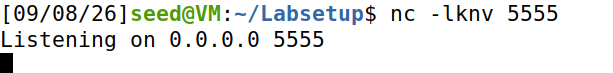 [09/08/26]seed@VM:~/Labsetup$ nc -lknv 5555
Listening on 0.0.0.0 5555